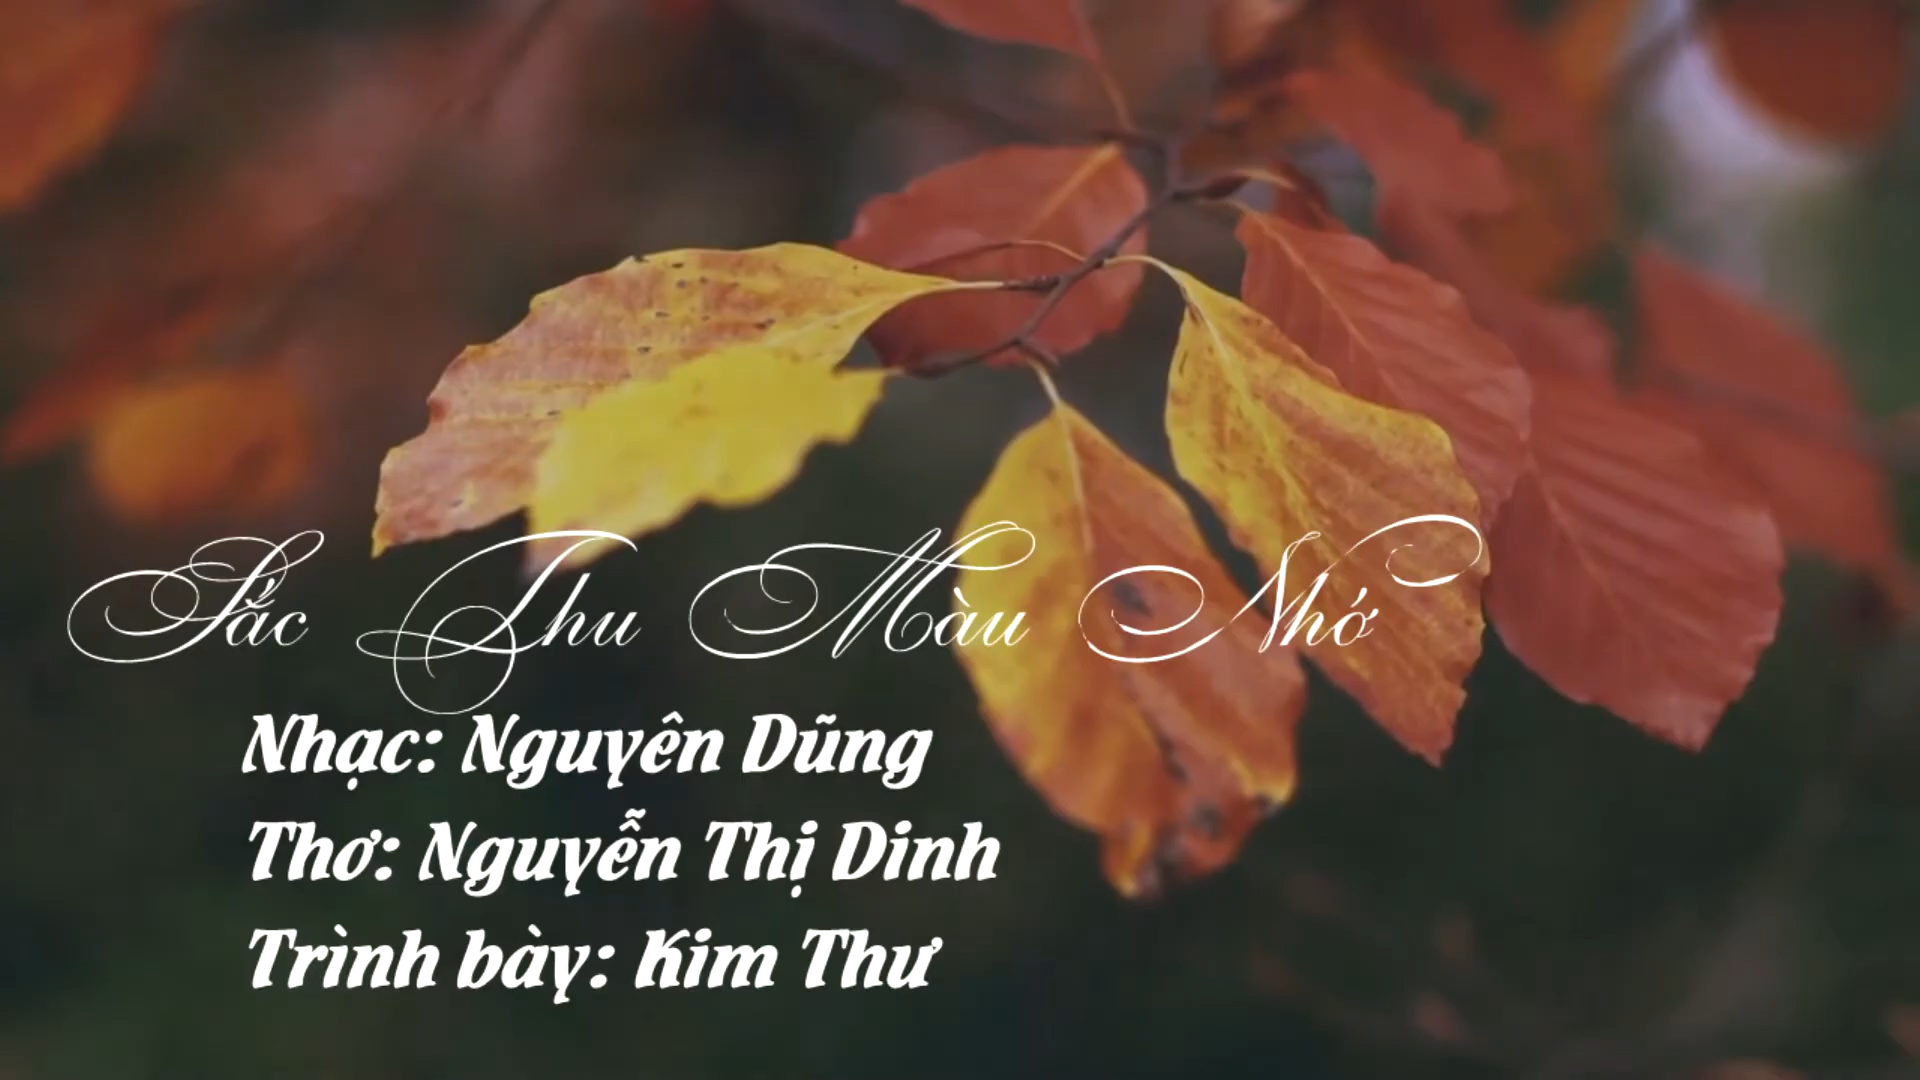 Sắc Thu Màu Nhớ
Nhạc: Nguyên Dũng
Thơ: Nguyễn Thị Dinh
Trình bày: Kim Thư